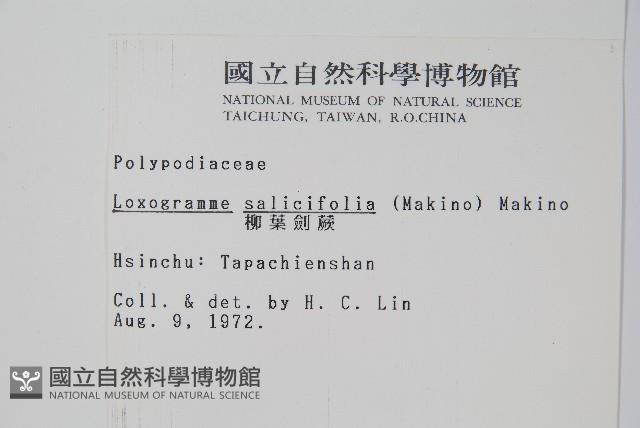 國立自然科學博物館
NATIONAL MUSEUM OF NATURAL SCIENCE
TAICHUNG, TAIWAN, R.O.CHINA
Polypodiaceae
Loxogramme salicifolia (Makino) Makino
柳葉劍蕨
Hsinchu: Tapachienshan
Coll. & det. by H. C. Lin
Aug. 9, 1972.
國立自然科學博物館
NATIONAL MUSEUM OF NATURAL SCIENCE